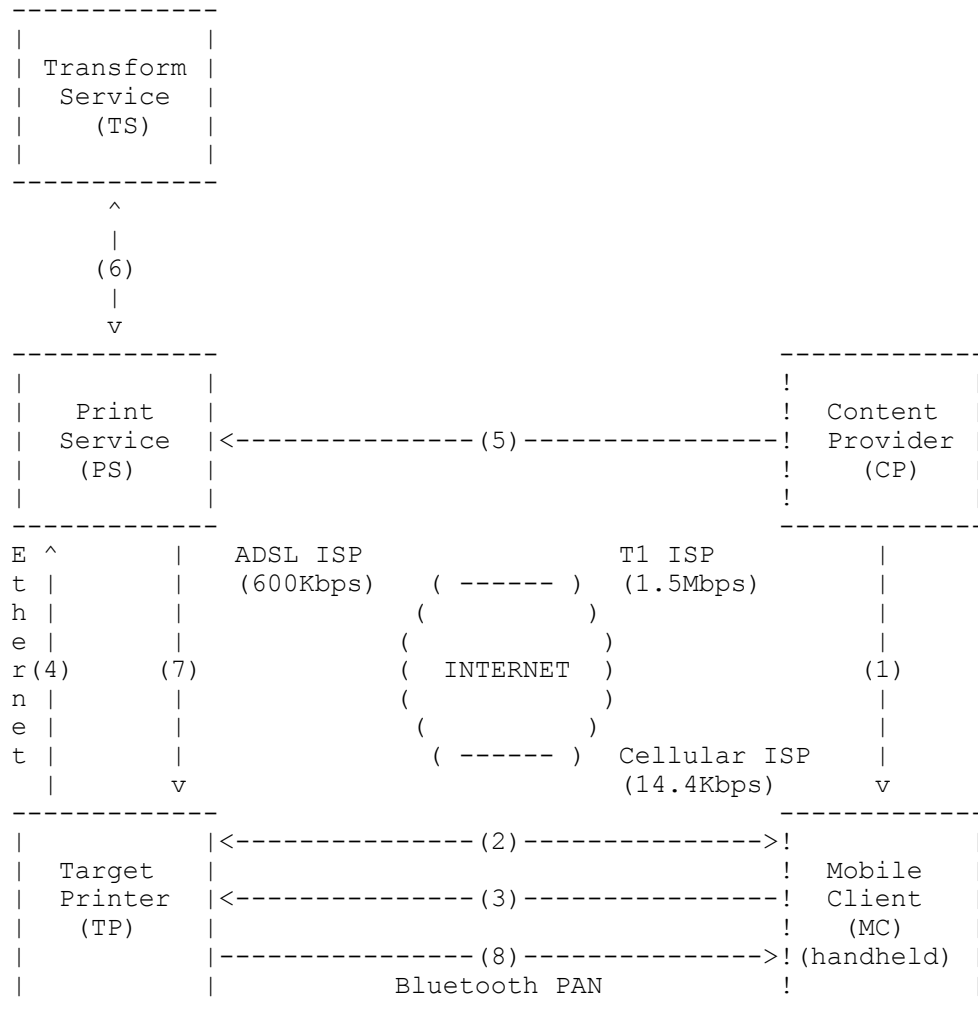 -------------
|           |
| Transform |
|  Service  |
|    (TS)   |
|           |
-------------
      ^
      |
     (6)
      |
      v
-------------                                  -------------
|           |                                  !           |
|   Print   |                                  !  Content  |
|  Service  |<---------------(5)----------------!  Provider |
|   (PS)    |                                  !    (CP)   |
|           |                                  !           |
-------------                                  -------------
E ^       |   ADSL ISP                T1 ISP         |
t |       |   (600Kbps)   ( ------ )  (1.5Mbps)      |
h |       |              (          )                |
e |       |             (            )               |
r(4)     (7)            (  INTERNET  )              (1)
n |       |             (            )               |
e |       |              (          )                |
t |       |               ( ------ )  Cellular ISP   |
  |       v                           (14.4Kbps)     v
-------------                                  -------------
|           |<---------------(2)--------------->!           |
|  Target   |                                  !  Mobile   |
|  Printer  |<---------------(3)----------------!  Client   |
|   (TP)    |                                  !   (MC)    |
|           |----------------(8)--------------->!(handheld) |
|           |          Bluetooth PAN           !           |